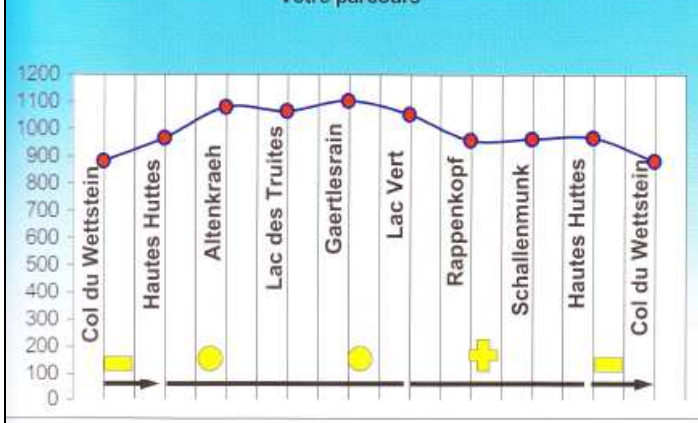 Votre parcours
1200
1100
1000
900
800
700
600
500
400
300
200
100
0
Col du Wettstein
Hautes Huttes
Altenkraeh
Lac des Truites
Gaertlesrain
Lac Vert
Rappenkopf
Schallenmunk
Hautes Huttes
Col du Wettstein